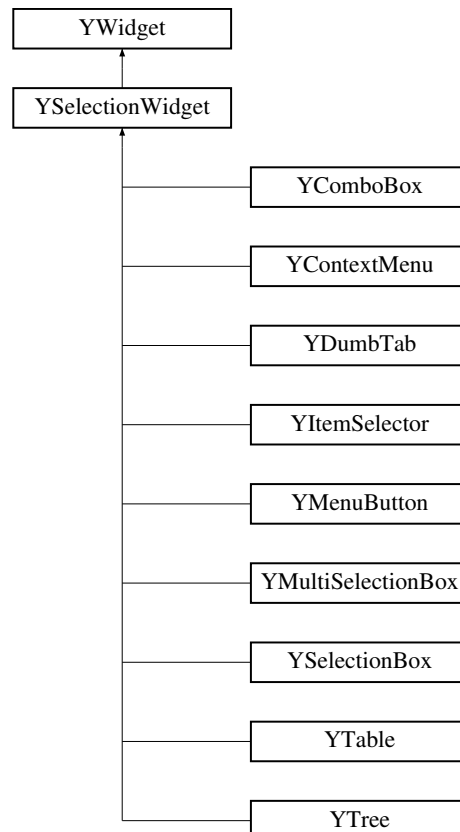 YWidget
YSelectionWidget
YComboBox
YContextMenu
YDumbTab
YItemSelector
YMenuButton
YMultiSelectionBox
YSelectionBox
YTable
YTree